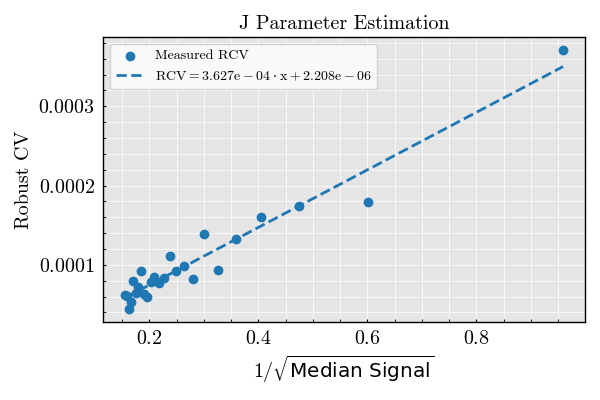 J Parameter Estimation
Measured RCV
RCV = 3.627e − 04 · x + 2.208e − 06
Robust CV
0.0003
0.0002
0.0001
0.2
0.4
0.6
0.8
1/√Median Signal